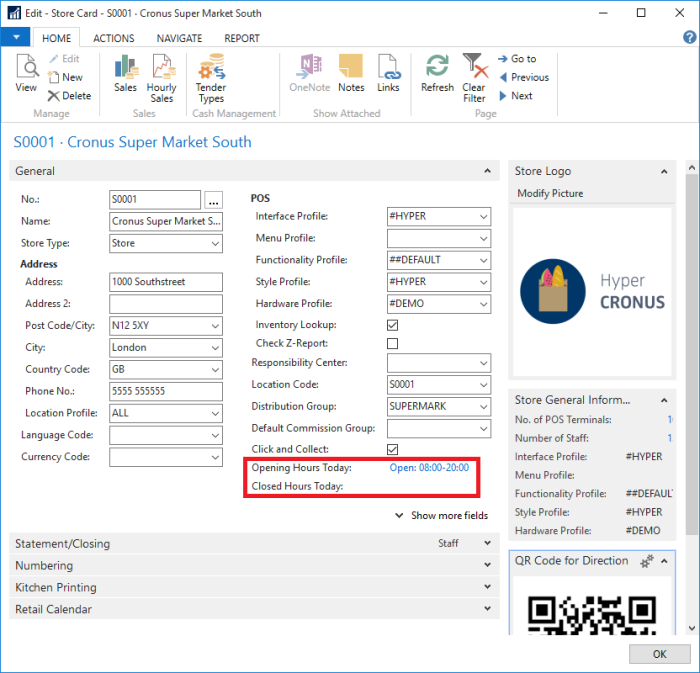 Edit - Store Card - S0001 · Cronus Super Market South
HOME ACTIONS NAVIGATE REPORT
View
Edit
New
Delete
Manage
Sales
Hourly
Sales
Sales
Tender
Types
Cash Management
OneNote
Notes
Links
Show Attached
Refresh
Clear
Filter
Go to
Previous
Next
Page
S0001 · Cronus Super Market South
General
No.: S0001 ...
Name: Cronus Super Market S...
Store Type: Store
Address
Address: 1000 Southstreet
Address 2:
Post Code/City: N12 5XY
City: London
Country Code: GB
Phone No.: 5555 555555
Location Profile: ALL
Language Code:
Currency Code:
POS
Interface Profile: #HYPER
Menu Profile:
Functionality Profile: ##DEFAULT
Style Profile: #HYPER
Hardware Profile: #DEMO
Inventory Lookup:
Check Z-Report:
Responsibility Center:
Location Code: S0001
Distribution Group: SUPERMARK
Default Commission Group:
Click and Collect:
Opening Hours Today: Open: 08:00-20:00
Closed Hours Today:
Show more fields
Statement/Closing Staff
Numbering
Kitchen Printing
Retail Calendar
Store Logo
Modify Picture
Hyper
CRONUS
Store General Inform...
No. of POS Terminals:
Number of Staff:
Interface Profile: #HYPER
Menu Profile:
Functionality Profile: ##DEFAUL
Style Profile: #HYPER
Hardware Profile: #DEMO
QR Code for Direction
OK